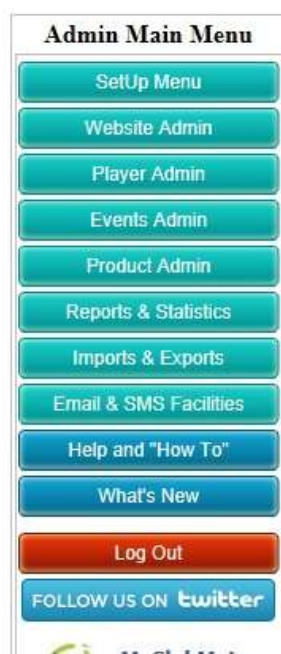 Admin Main Menu
SetUp Menu
Website Admin
Player Admin
Events Admin
Product Admin
Reports & Statistics
Imports & Exports
Email & SMS Facilities
Help and "How To"
What's New
Log Out
FOLLOW US ON twitter